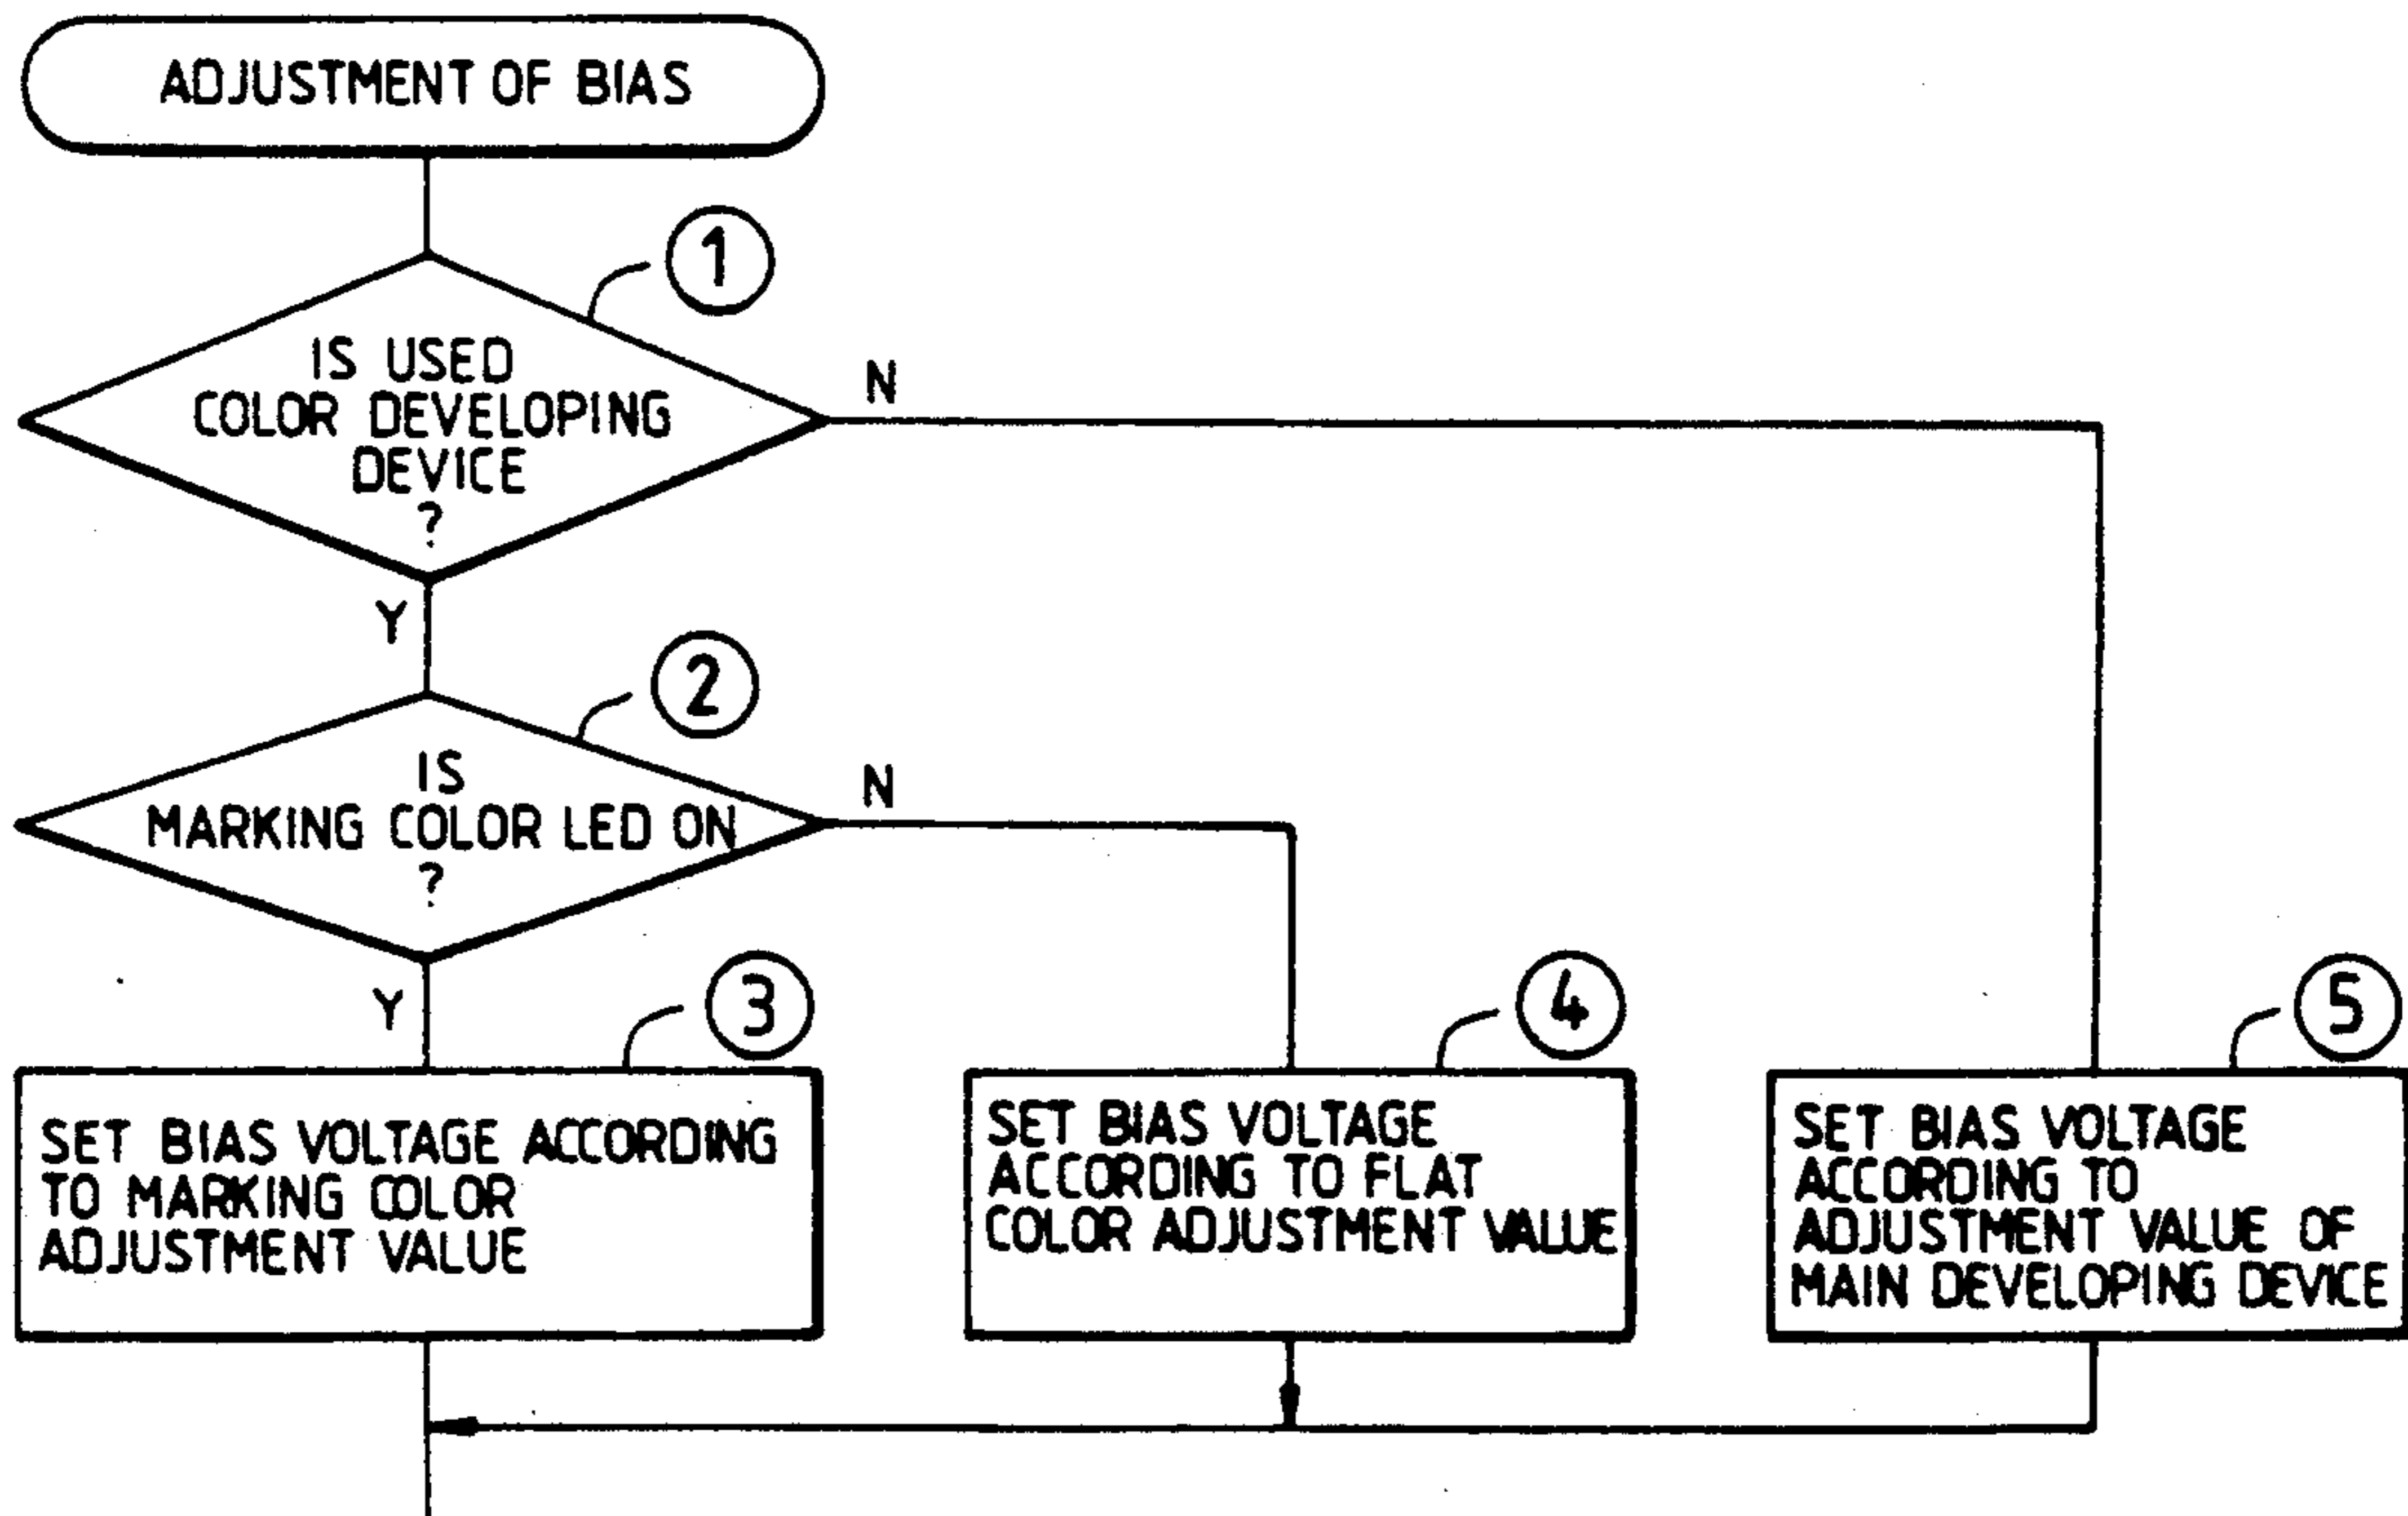 ADJUSTMENT OF BIAS
1
IS USED
COLOR DEVELOPING
DEVICE
?
N
Y
2
IS
MARKING COLOR LED ON
?
N
Y
3
SET BIAS VOLTAGE ACCORDING
TO MARKING COLOR
ADJUSTMENT VALUE
4
SET BIAS VOLTAGE
ACCORDING TO FLAT
COLOR ADJUSTMENT VALUE
5
SET BIAS VOLTAGE
ACCORDING TO
ADJUSTMENT VALUE OF
MAIN DEVELOPING DEVICE